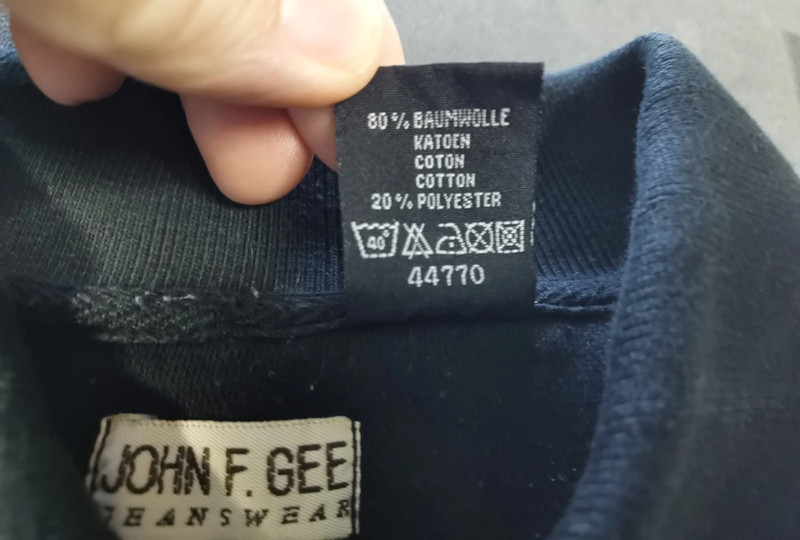 80 % BAUMWOLLE
KATOEN
COTON
COTTON
20 % POLYESTER
40°
44770
JOHN F. GEE
JEANSWEAR